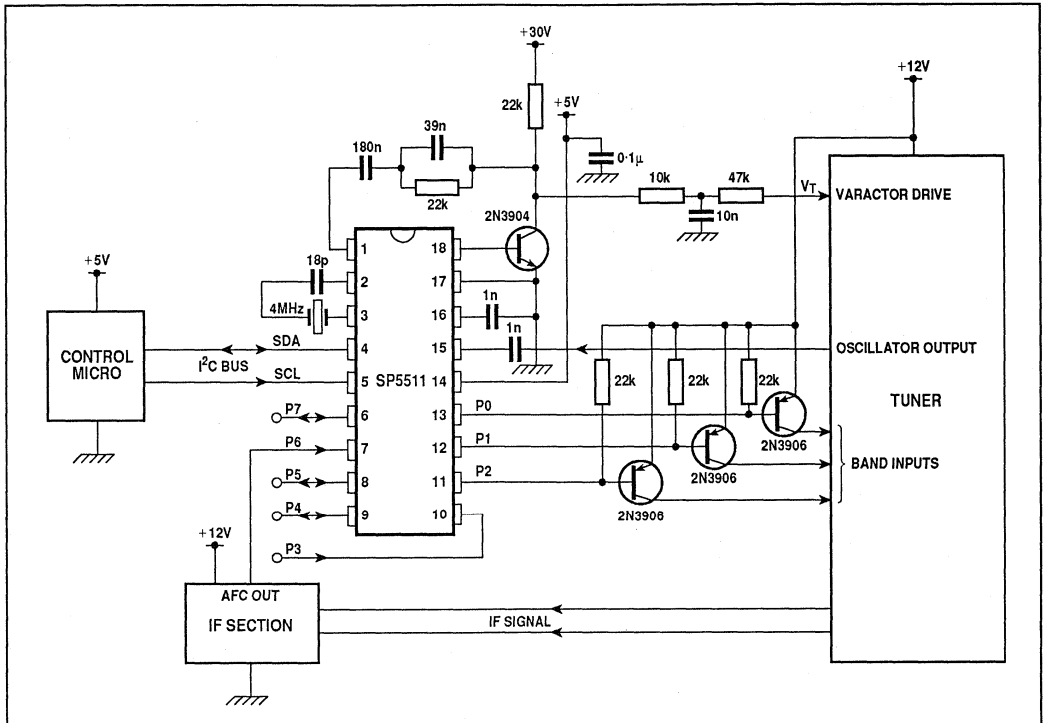 +30V
+12V
22k
+5V
39n
180n
0·1µ
22k
10k
47k
VT
VARACTOR DRIVE
10n
2N3904
1
18
18p
2
17
+5V
4MHz
3
16
1n
1n
CONTROL
MICRO
SDA
I2C BUS
SCL
4
15
OSCILLATOR OUTPUT
5
SP5511
14
22k
22k
22k
TUNER
P7
6
13
P0
P6
7
12
P1
2N3906
BAND INPUTS
P5
8
11
P2
2N3906
P4
9
10
2N3906
+12V
P3
AFC OUT
IF SECTION
IF SIGNAL